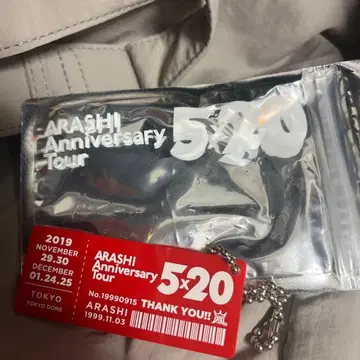 ARASHI
Anniversary
Tour
5×20
2019
NOVEMBER
29.30
DECEMBER
01.24.25
TOKYO
TOKYO DOME
ARASHI
Anniversary
Tour
5×20
No.19990915
THANK YOU!!
ARASHI
1999.11.03